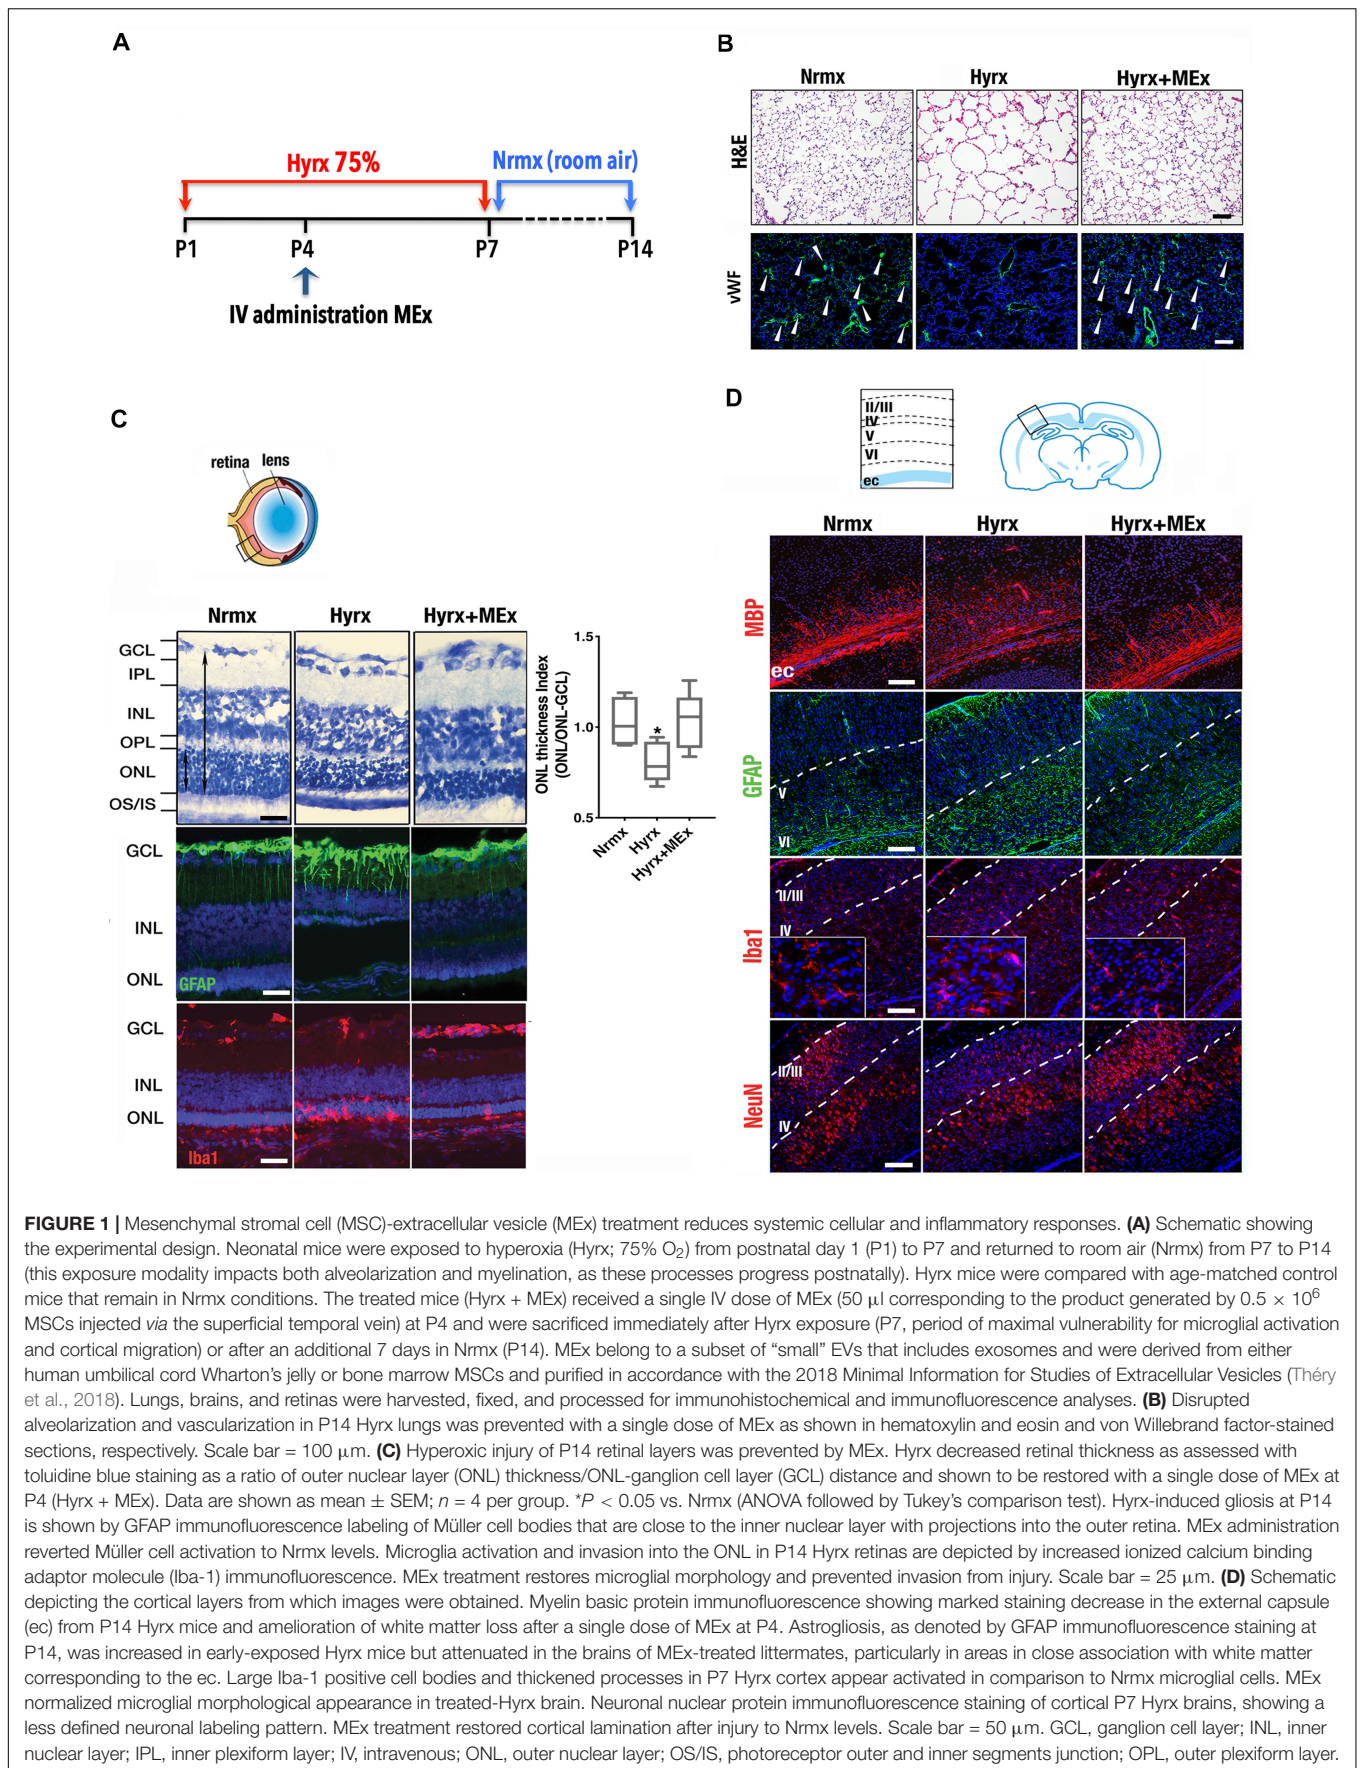 A
Hyrx 75%
Nrmx (room air)
P1
P4
P7
P14
IV administration MEx
B
Nrmx
Hyrx
Hyrx+MEx
H&E
vWF
C
retina
lens
Nrmx
Hyrx
Hyrx+MEx
GCL
IPL
INL
OPL
ONL
OS/IS
GCL
INL
ONL
GFAP
GCL
INL
ONL
Iba1
ONL thickness Index
(ONL/ONL-GCL)
1.5
1.0
0.5
*
Nrmx
Hyrx
Hyrx+MEx
D
II/III
IV
V
VI
ec
Nrmx
Hyrx
Hyrx+MEx
MBP
ec
GFAP
V
VI
Iba1
II/III
IV
NeuN
II/III
IV
FIGURE 1 | Mesenchymal stromal cell (MSC)-extracellular vesicle (MEx) treatment reduces systemic cellular and inflammatory responses. (A) Schematic showing
the experimental design. Neonatal mice were exposed to hyperoxia (Hyrx; 75% O₂) from postnatal day 1 (P1) to P7 and returned to room air (Nrmx) from P7 to P14
(this exposure modality impacts both alveolarization and myelination, as these processes progress postnatally). Hyrx mice were compared with age-matched control
mice that remain in Nrmx conditions. The treated mice (Hyrx + MEx) received a single IV dose of MEx (50 μl corresponding to the product generated by 0.5 × 10⁶
MSCs injected via the superficial temporal vein) at P4 and were sacrificed immediately after Hyrx exposure (P7, period of maximal vulnerability for microglial activation
and cortical migration) or after an additional 7 days in Nrmx (P14). MEx belong to a subset of “small” EVs that includes exosomes and were derived from either
human umbilical cord Wharton’s jelly or bone marrow MSCs and purified in accordance with the 2018 Minimal Information for Studies of Extracellular Vesicles (Théry
et al., 2018). Lungs, brains, and retinas were harvested, fixed, and processed for immunohistochemical and immunofluorescence analyses. (B) Disrupted
alveolarization and vascularization in P14 Hyrx lungs was prevented with a single dose of MEx as shown in hematoxylin and eosin and von Willebrand factor-stained
sections, respectively. Scale bar = 100 μm. (C) Hyperoxic injury of P14 retinal layers was prevented by MEx. Hyrx decreased retinal thickness as assessed with
toluidine blue staining as a ratio of outer nuclear layer (ONL) thickness/ONL-ganglion cell layer (GCL) distance and shown to be restored with a single dose of MEx at
P4 (Hyrx + MEx). Data are shown as mean ± SEM; n = 4 per group. *P < 0.05 vs. Nrmx (ANOVA followed by Tukey’s comparison test). Hyrx-induced gliosis at P14
is shown by GFAP immunofluorescence labeling of Müller cell bodies that are close to the inner nuclear layer with projections into the outer retina. MEx administration
reverted Müller cell activation to Nrmx levels. Microglia activation and invasion into the ONL in P14 Hyrx retinas are depicted by increased ionized calcium binding
adaptor molecule (Iba-1) immunofluorescence. MEx treatment restores microglial morphology and prevented invasion from injury. Scale bar = 25 μm. (D) Schematic
depicting the cortical layers from which images were obtained. Myelin basic protein immunofluorescence showing marked staining decrease in the external capsule
(ec) from P14 Hyrx mice and amelioration of white matter loss after a single dose of MEx at P4. Astrogliosis, as denoted by GFAP immunofluorescence staining at
P14, was increased in early-exposed Hyrx mice but attenuated in the brains of MEx-treated littermates, particularly in areas in close association with white matter
corresponding to the ec. Large Iba-1 positive cell bodies and thickened processes in P7 Hyrx cortex appear activated in comparison to Nrmx microglial cells. MEx
normalized microglial morphological appearance in treated-Hyrx brain. Neuronal nuclear protein immunofluorescence staining of cortical P7 Hyrx brains, showing a
less defined neuronal labeling pattern. MEx treatment restored cortical lamination after injury to Nrmx levels. Scale bar = 50 μm. GCL, ganglion cell layer; INL, inner
nuclear layer; IPL, inner plexiform layer; IV, intravenous; ONL, outer nuclear layer; OS/IS, photoreceptor outer and inner segments junction; OPL, outer plexiform layer.